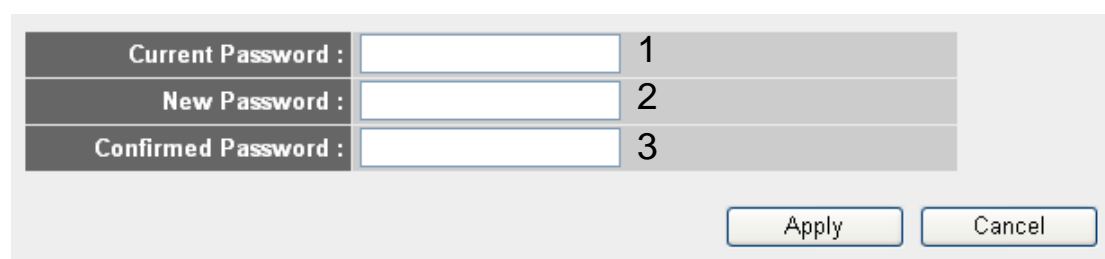 Current Password : 1
New Password : 2
Confirmed Password : 3
Apply Cancel